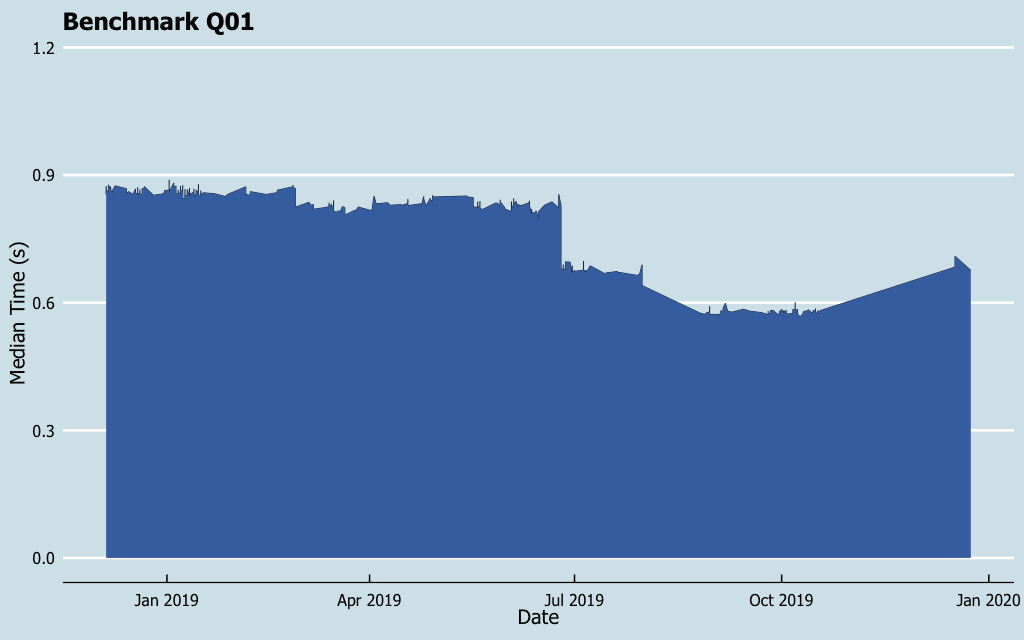 Benchmark Q01
1.2
0.9
0.6
0.3
0.0
Median Time (s)
Jan 2019
Apr 2019
Jul 2019
Oct 2019
Jan 2020
Date